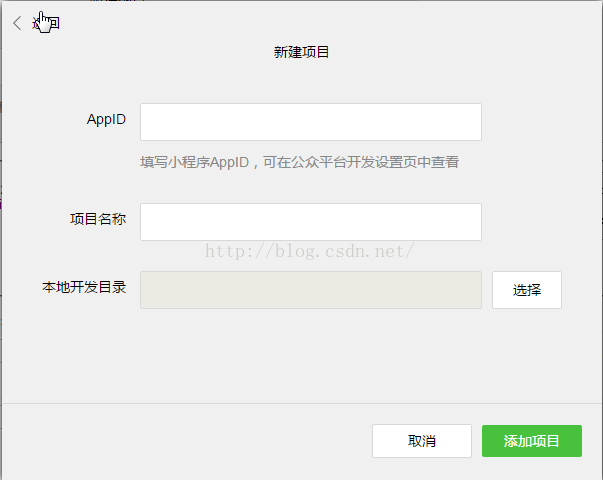 返回
新建项目
AppID
填写小程序AppID，可在公众平台开发设置页中查看
项目名称
http://blog.csdn.net/
本地开发目录
选择
取消
添加项目